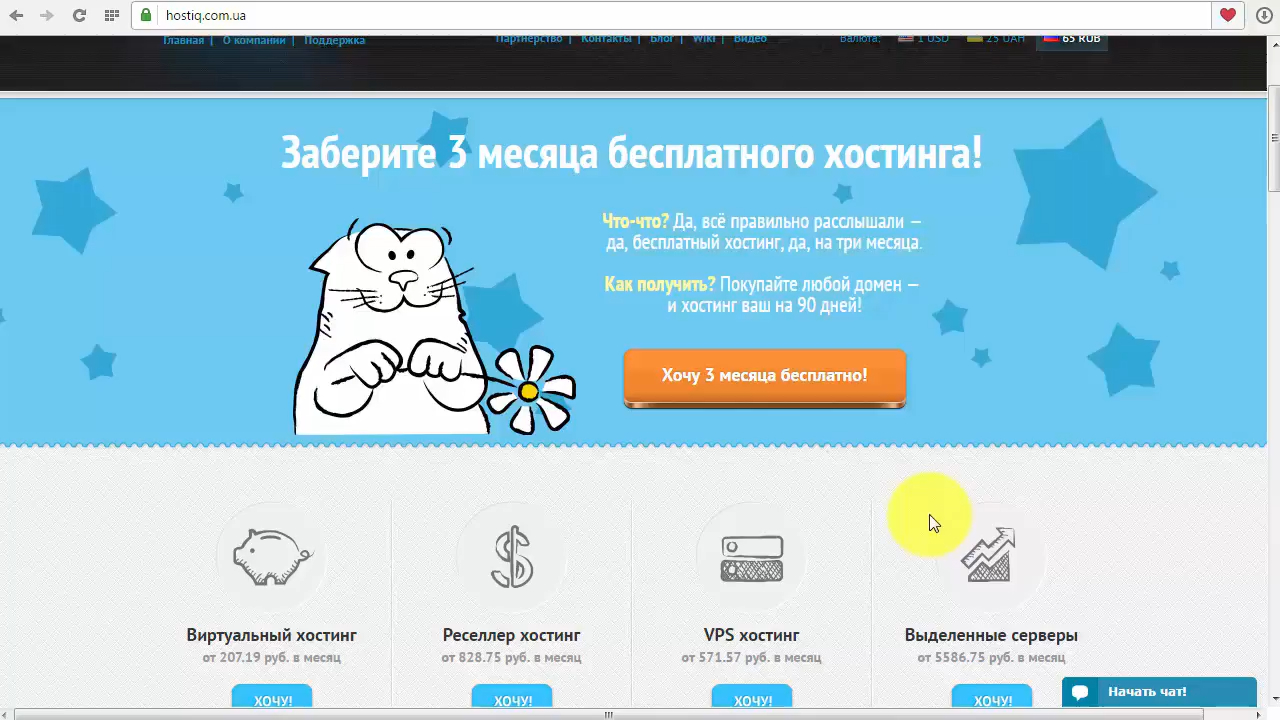 hostiq.com.ua
Главная | О компании | Поддержка
Партнерство | Контакты | Блог | Wiki | Видео
Валюта: 1 USD 25 UAH 65 RUB
Заберите 3 месяца бесплатного хостинга!
Что-что? Да, всё правильно расслышали —
да, бесплатный хостинг, да, на три месяца.
Как получить? Покупайте любой домен —
и хостинг ваш на 90 дней!
Хочу 3 месяца бесплатно!
Виртуальный хостинг
от 207.19 руб. в месяц
ХОЧУ!
Реселлер хостинг
от 828.75 руб. в месяц
ХОЧУ!
VPS хостинг
от 571.57 руб. в месяц
ХОЧУ!
Выделенные серверы
от 5586.75 руб. в месяц
ХОЧУ!
Начать чат!